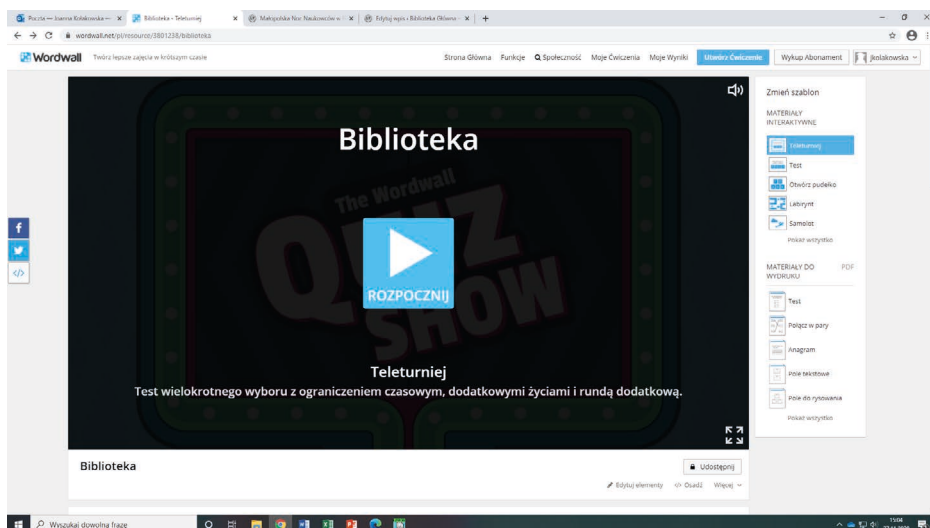 Poczta — Joanna Kołakowska —
Biblioteka - Teleturniej
Małopolska Noc Naukowców w
Edytuj wpis ‹ Biblioteka Główna -
wordwall.net/pl/resource/3801238/biblioteka
Wordwall
Twórz lepsze zajęcia w krótszym czasie
Strona Główna
Funkcje
Społeczność
Moje Ćwiczenia
Moje Wyniki
Utwórz Ćwiczenie
Wykup Abonament
jkolakowska
Biblioteka
The Wordwall
QUIZ
SHOW
ROZPOCZNIJ
Teleturniej
Test wielokrotnego wyboru z ograniczeniem czasowym, dodatkowymi życiami i rundą dodatkową.
Zmień szablon
MATERIAŁY
INTERAKTYWNE
Teleturniej
Test
Otwórz pudełko
Labirynt
Samolot
Pokaż wszystko
MATERIAŁY DO
WYDRUKU
PDF
Test
Połącz w pary
Anagram
Pole tekstowe
Pole do rysowania
Pokaż wszystko
Biblioteka
Udostępnij
Edytuj elementy
Osadź
Więcej
Wyszukaj dowolną frazę
15:04